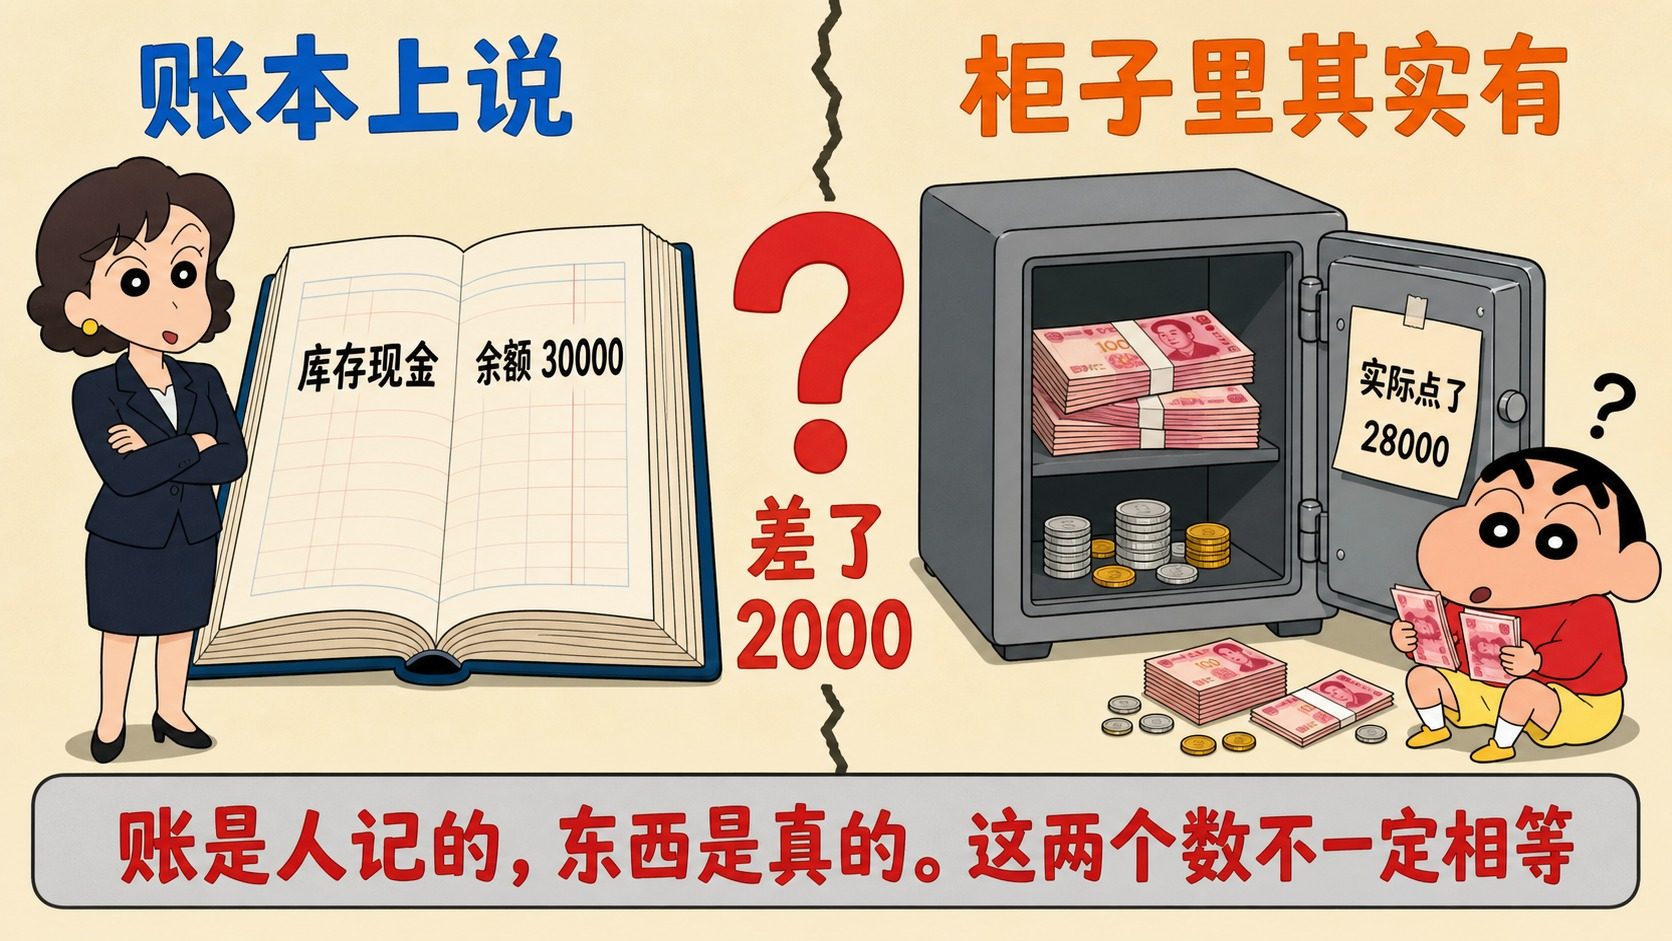 账本上说
柜子里其实有
库存现金
余额 30000
?
差了
2000
100
实际点了
28000
?
100
账是人记的，东西是真的。这两个数不一定相等